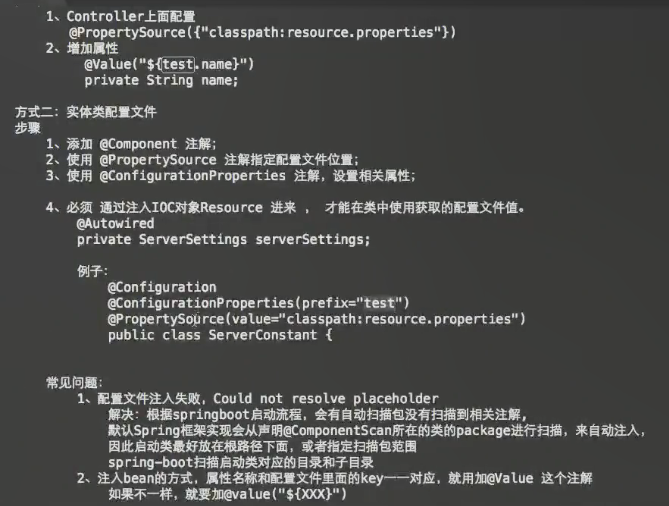 1、Controller上面配置
@PropertySource({"classpath:resource.properties"})
2、增加属性
@Value("${test.name}")
private String name;
方式二：实体类配置文件
步骤
1、添加 @Component 注解；
2、使用 @PropertySource 注解指定配置文件位置；
3、使用 @ConfigurationProperties 注解，设置相关属性；
4、必须 通过注入IOC对象Resource 进来 ， 才能在类中使用获取的配置文件值。
@Autowired
private ServerSettings serverSettings;
例子：
@Configuration
@ConfigurationProperties(prefix="test")
@PropertySource(value="classpath:resource.properties")
public class ServerConstant {
常见问题：
1、配置文件注入失败，Could not resolve placeholder
解决：根据springboot启动流程，会有自动扫描包没有扫描到相关注解,
默认Spring框架实现会从声明@ComponentScan所在的类的package进行扫描，来自动注入，
因此启动类最好放在根路径下面，或者指定扫描包范围
spring-boot扫描启动类对应的目录和子目录
2、注入bean的方式，属性名称和配置文件里面的key一一对应，就用加@Value 这个注解
如果不一样，就要加@value("${XXX}")